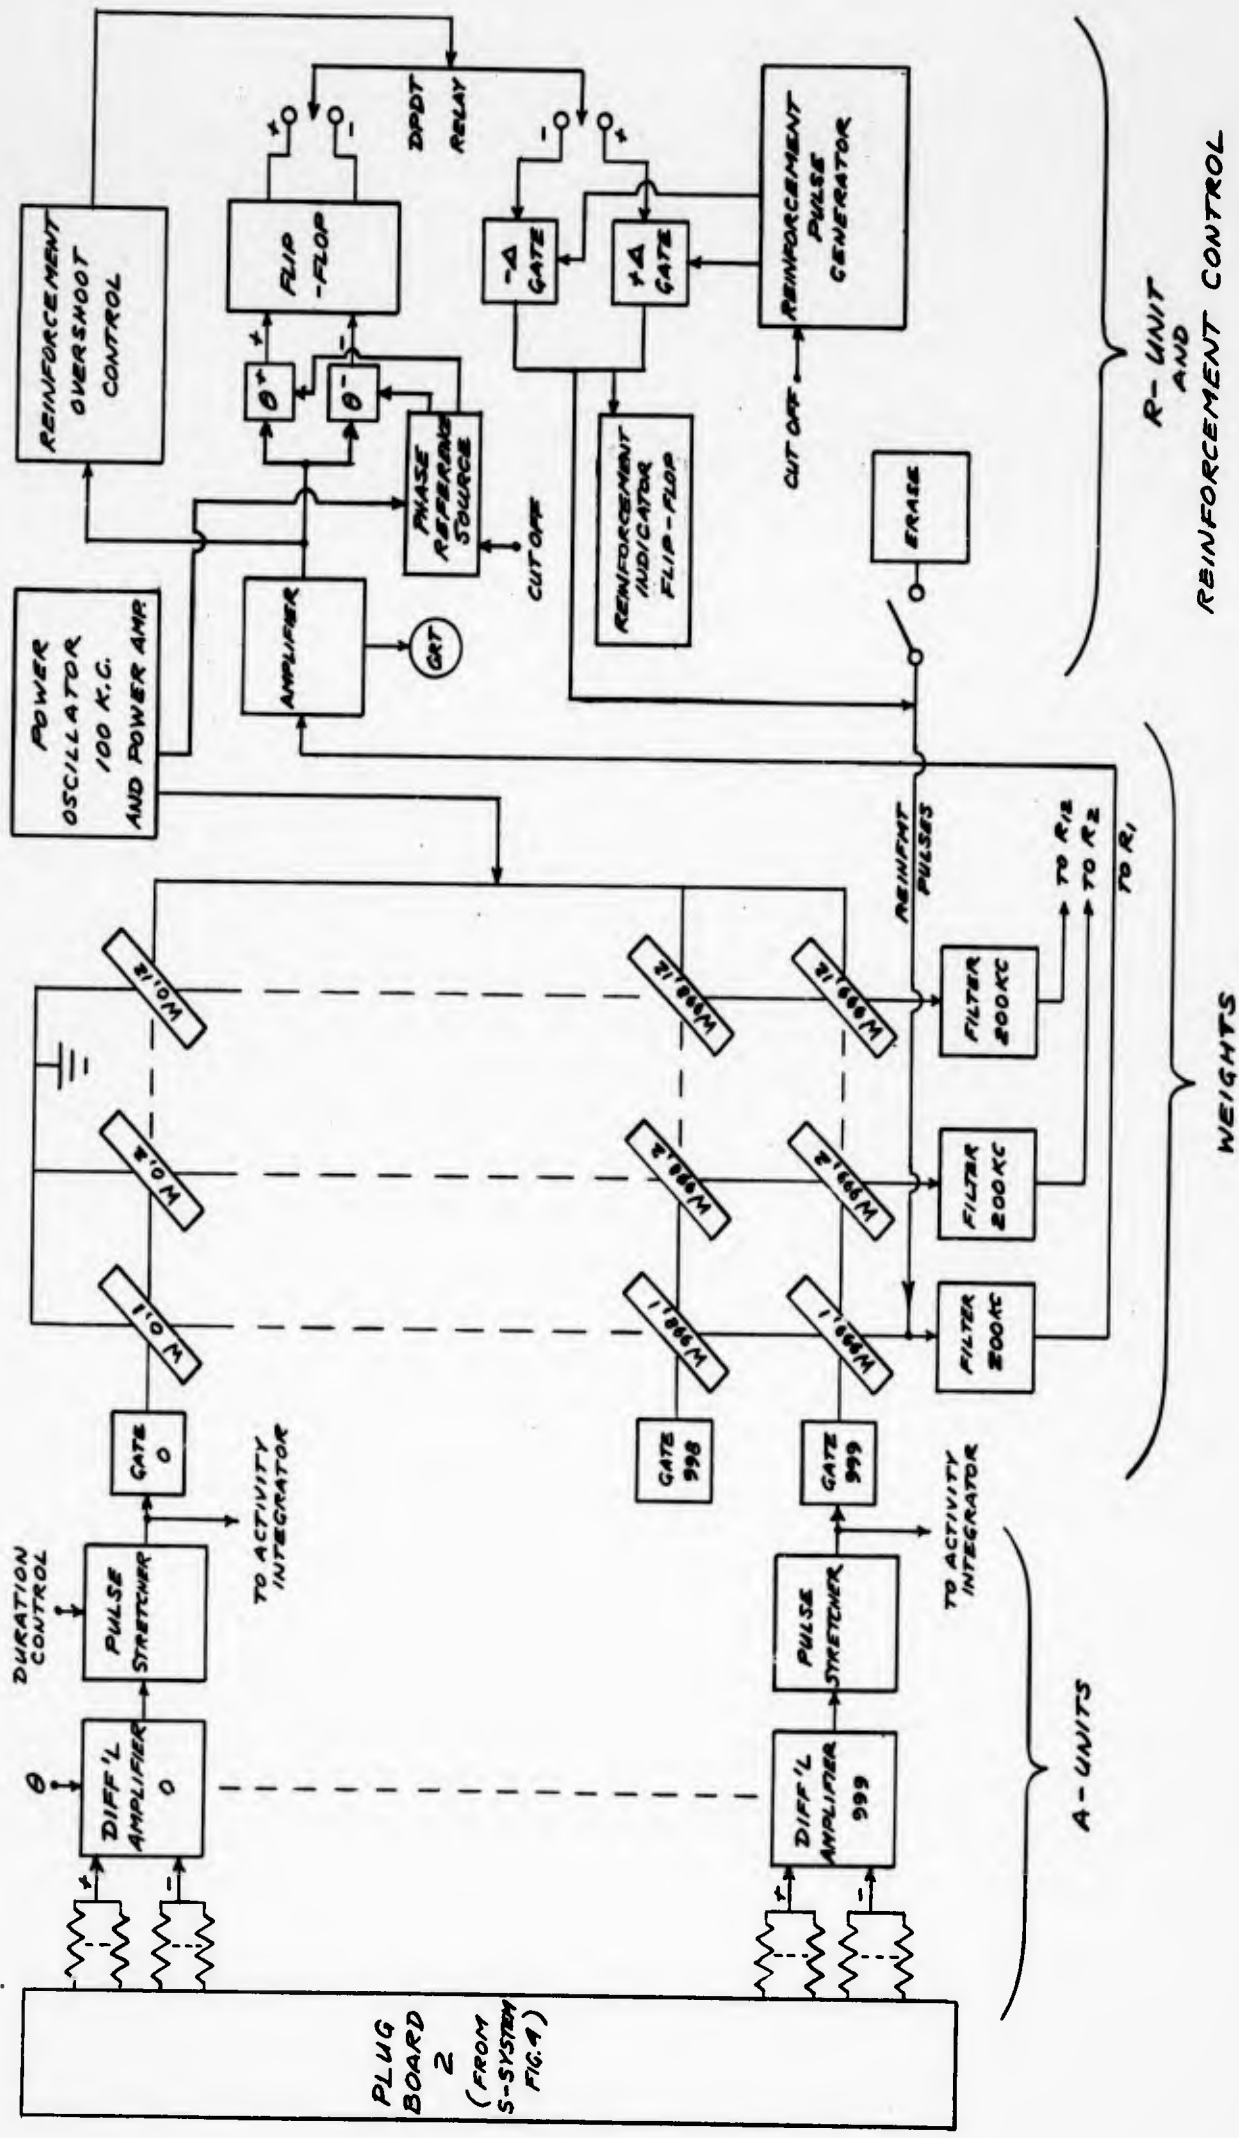 PLUG
BOARD
2
(FROM
S-SYSTEM
FIG.4)
+
-
+
-
θ
DIFF'L
AMPLIFIER
0
DIFF'L
AMPLIFIER
999
DURATION
CONTROL
PULSE
STRETCHER
PULSE
STRETCHER
TO ACTIVITY
INTEGRATOR
TO ACTIVITY
INTEGRATOR
A-UNITS
GATE
0
GATE
998
GATE
999
W 0,1
W 0,2
W 0,12
W998,1
W998,2
W998,12
W999,1
W999,2
W999,12
FILTER
200KC
FILTER
200KC
FILTER
200KC
REINFMT
PULSES
TO R12
TO R2
TO R1
WEIGHTS
POWER
OSCILLATOR
100 K.C.
AND POWER AMP.
AMPLIFIER
CRT
REINFORCEMENT
OVERSHOOT
CONTROL
θ+
θ-
+
-
PHASE
REFERENCE
SOURCE
CUT OFF
FLIP
-FLOP
+
-
DPDT
RELAY
-
+
-Δ
GATE
+Δ
GATE
REINFORCEMENT
INDICATOR
FLIP-FLOP
REINFORCEMENT
PULSE
GENERATOR
CUT OFF
ERASE
R-UNIT
AND
REINFORCEMENT CONTROL